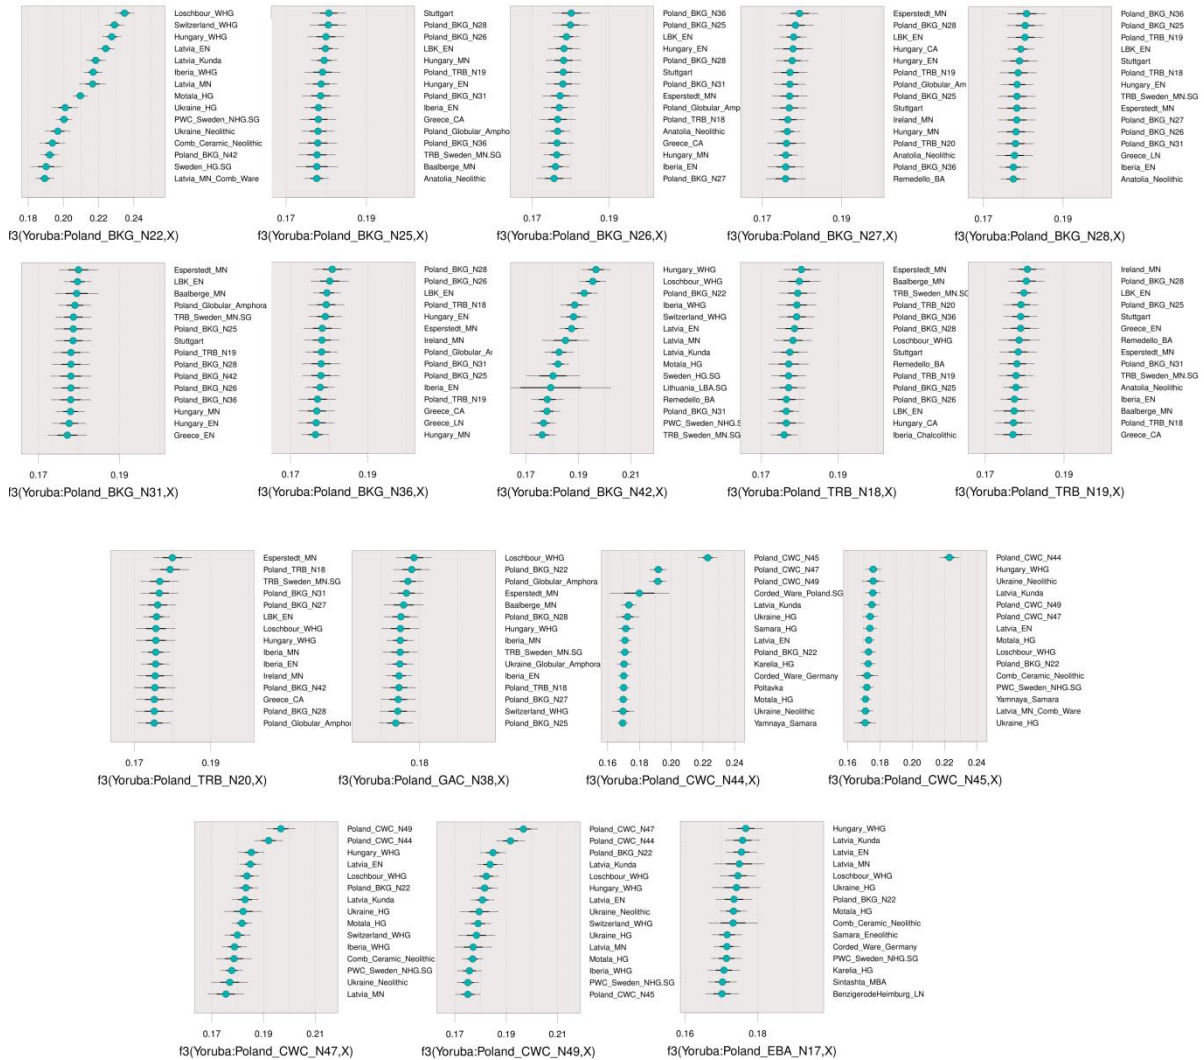 Loschbour_WHG
Switzerland_WHG
Hungary_WHG
Latvia_EN
Latvia_Kunda
Iberia_WHG
Latvia_MN
Motala_HG
Ukraine_HG
PWC_Sweden_NHG.SG
Ukraine_Neolithic
Comb_Ceramic_Neolithic
Poland_BKG_N42
Sweden_HG.SG
Latvia_MN_Comb_Ware
0.18 0.20 0.22 0.24
f3(Yoruba:Poland_BKG_N22,X)
Stuttgart
Poland_BKG_N28
Poland_BKG_N26
LBK_EN
Hungary_MN
Poland_TRB_N19
Hungary_EN
Poland_BKG_N31
Iberia_EN
Greece_CA
Poland_Globular_Ampho
Poland_BKG_N36
TRB_Sweden_MN.SG
Baalberge_MN
Anatolia_Neolithic
0.17 0.19
f3(Yoruba:Poland_BKG_N25,X)
Poland_BKG_N36
Poland_BKG_N25
LBK_EN
Hungary_EN
Poland_BKG_N28
Stuttgart
Poland_BKG_N31
Esperstedt_MN
Poland_Globular_Amp
Poland_TRB_N18
Anatolia_Neolithic
Greece_CA
Hungary_MN
Iberia_EN
Poland_BKG_N27
0.17 0.19
f3(Yoruba:Poland_BKG_N26,X)
Esperstedt_MN
Poland_BKG_N28
LBK_EN
Hungary_CA
Hungary_EN
Poland_TRB_N19
Poland_Globular_Am
Poland_BKG_N25
Stuttgart
Ireland_MN
Hungary_MN
Poland_TRB_N20
Anatolia_Neolithic
Poland_BKG_N36
Remedello_BA
0.17 0.19
f3(Yoruba:Poland_BKG_N27,X)
Poland_BKG_N36
Poland_BKG_N25
Poland_TRB_N19
LBK_EN
Stuttgart
Poland_TRB_N18
Hungary_EN
TRB_Sweden_MN.SG
Esperstedt_MN
Poland_BKG_N27
Poland_BKG_N26
Poland_BKG_N31
Greece_LN
Iberia_EN
Anatolia_Neolithic
0.17 0.19
f3(Yoruba:Poland_BKG_N28,X)
Esperstedt_MN
LBK_EN
Baalberge_MN
Poland_Globular_Amphora
TRB_Sweden_MN.SG
Poland_BKG_N25
Stuttgart
Poland_TRB_N19
Poland_BKG_N28
Poland_BKG_N42
Poland_BKG_N26
Poland_BKG_N36
Hungary_MN
Hungary_EN
Greece_EN
0.17 0.19
f3(Yoruba:Poland_BKG_N31,X)
Poland_BKG_N28
Poland_BKG_N26
LBK_EN
Poland_TRB_N18
Hungary_EN
Esperstedt_MN
Ireland_MN
Poland_Globular_A
Poland_BKG_N31
Poland_BKG_N25
Iberia_EN
Poland_TRB_N19
Greece_CA
Greece_LN
Hungary_MN
0.17 0.19
f3(Yoruba:Poland_BKG_N36,X)
Hungary_WHG
Loschbour_WHG
Poland_BKG_N22
Iberia_WHG
Switzerland_WHG
Latvia_EN
Latvia_MN
Latvia_Kunda
Motala_HG
Sweden_HG.SG
Lithuania_LBA.SG
Remedello_BA
Poland_BKG_N31
PWC_Sweden_NHG.S
TRB_Sweden_MN.SG
0.17 0.19 0.21
f3(Yoruba:Poland_BKG_N42,X)
Esperstedt_MN
Baalberge_MN
TRB_Sweden_MN.SG
Poland_TRB_N20
Poland_BKG_N36
Poland_BKG_N28
Loschbour_WHG
Stuttgart
Remedello_BA
Poland_TRB_N19
Poland_BKG_N25
Poland_BKG_N26
LBK_EN
Hungary_CA
Iberia_Chalcolithic
0.17 0.19
f3(Yoruba:Poland_TRB_N18,X)
Ireland_MN
Poland_BKG_N28
LBK_EN
Poland_BKG_N25
Stuttgart
Greece_EN
Remedello_BA
Esperstedt_MN
Poland_BKG_N31
TRB_Sweden_MN.SG
Anatolia_Neolithic
Iberia_EN
Baalberge_MN
Poland_TRB_N18
Greece_CA
0.17 0.19
f3(Yoruba:Poland_TRB_N19,X)
Esperstedt_MN
Poland_TRB_N18
TRB_Sweden_MN.SG
Poland_BKG_N31
Poland_BKG_N27
LBK_EN
Loschbour_WHG
Hungary_WHG
Iberia_MN
Iberia_EN
Ireland_MN
Poland_BKG_N42
Greece_CA
Poland_BKG_N28
Poland_Globular_Ampho
0.17 0.19
f3(Yoruba:Poland_TRB_N20,X)
Loschbour_WHG
Poland_BKG_N22
Poland_Globular_Amphora
Esperstedt_MN
Baalberge_MN
Poland_BKG_N28
Hungary_WHG
Iberia_MN
TRB_Sweden_MN.SG
Ukraine_Globular_Amphora
Iberia_EN
Poland_TRB_N18
Poland_BKG_N27
Switzerland_WHG
Poland_BKG_N25
0.18
f3(Yoruba:Poland_GAC_N38,X)
Poland_CWC_N45
Poland_CWC_N47
Poland_CWC_N49
Corded_Ware_Poland.SG
Latvia_Kunda
Ukraine_HG
Samara_HG
Latvia_EN
Poland_BKG_N22
Karelia_HG
Corded_Ware_Germany
Poltavka
Motala_HG
Ukraine_Neolithic
Yamnaya_Samara
0.16 0.18 0.20 0.22 0.24
f3(Yoruba:Poland_CWC_N44,X)
Poland_CWC_N44
Hungary_WHG
Ukraine_Neolithic
Latvia_Kunda
Poland_CWC_N49
Poland_CWC_N47
Latvia_EN
Motala_HG
Loschbour_WHG
Poland_BKG_N22
Comb_Ceramic_Neolithic
PWC_Sweden_NHG.SG
Yamnaya_Samara
Latvia_MN_Comb_Ware
Ukraine_HG
0.16 0.18 0.20 0.22 0.24
f3(Yoruba:Poland_CWC_N45,X)
Poland_CWC_N49
Poland_CWC_N44
Hungary_WHG
Latvia_EN
Loschbour_WHG
Poland_BKG_N22
Latvia_Kunda
Ukraine_HG
Motala_HG
Switzerland_WHG
Iberia_WHG
Comb_Ceramic_Neolithic
PWC_Sweden_NHG.SG
Ukraine_Neolithic
Latvia_MN
0.17 0.19 0.21
f3(Yoruba:Poland_CWC_N47,X)
Poland_CWC_N47
Poland_CWC_N44
Poland_BKG_N22
Latvia_Kunda
Loschbour_WHG
Hungary_WHG
Latvia_EN
Ukraine_Neolithic
Switzerland_WHG
Ukraine_HG
Latvia_MN
Motala_HG
Iberia_WHG
PWC_Sweden_NHG.SG
Poland_CWC_N45
0.17 0.19 0.21
f3(Yoruba:Poland_CWC_N49,X)
Hungary_WHG
Latvia_Kunda
Latvia_EN
Latvia_MN
Loschbour_WHG
Ukraine_HG
Poland_BKG_N22
Motala_HG
Comb_Ceramic_Neolithic
Samara_Eneolithic
Corded_Ware_Germany
PWC_Sweden_NHG.SG
Karelia_HG
Sintashta_MBA
BenzigerodeHeimburg_LN
0.16 0.18
f3(Yoruba:Poland_EBA_N17,X)